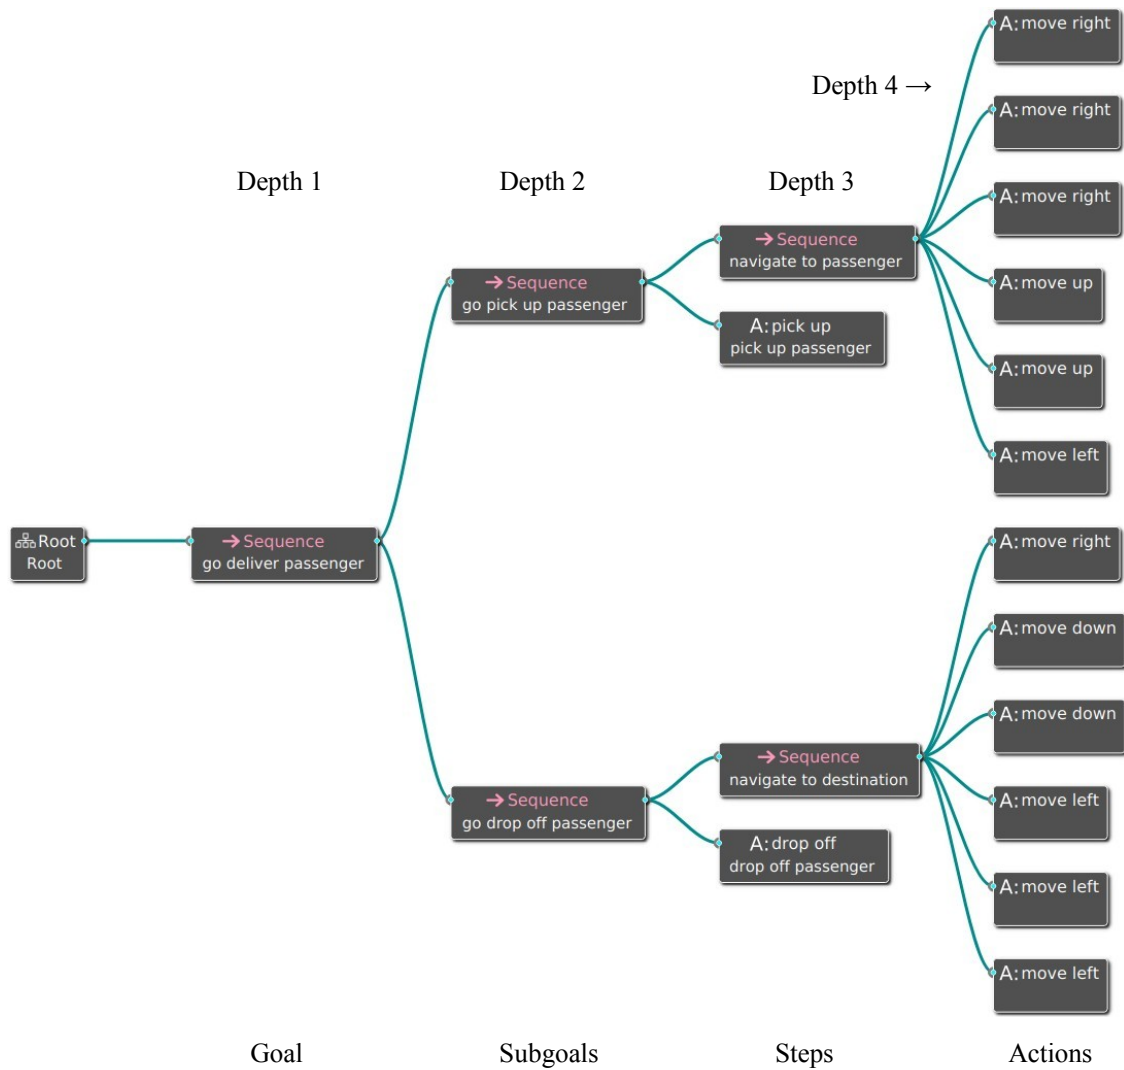 A: move right
Depth 4 →
A: move right
Depth 1
Depth 2
Depth 3
A: move right
→ Sequence
navigate to passenger
→ Sequence
go pick up passenger
A: move up
A: pick up
pick up passenger
A: move up
A: move left
Root
Root
→ Sequence
go deliver passenger
A: move right
A: move down
A: move down
→ Sequence
navigate to destination
→ Sequence
go drop off passenger
A: move left
A: drop off
drop off passenger
A: move left
A: move left
Goal
Subgoals
Steps
Actions